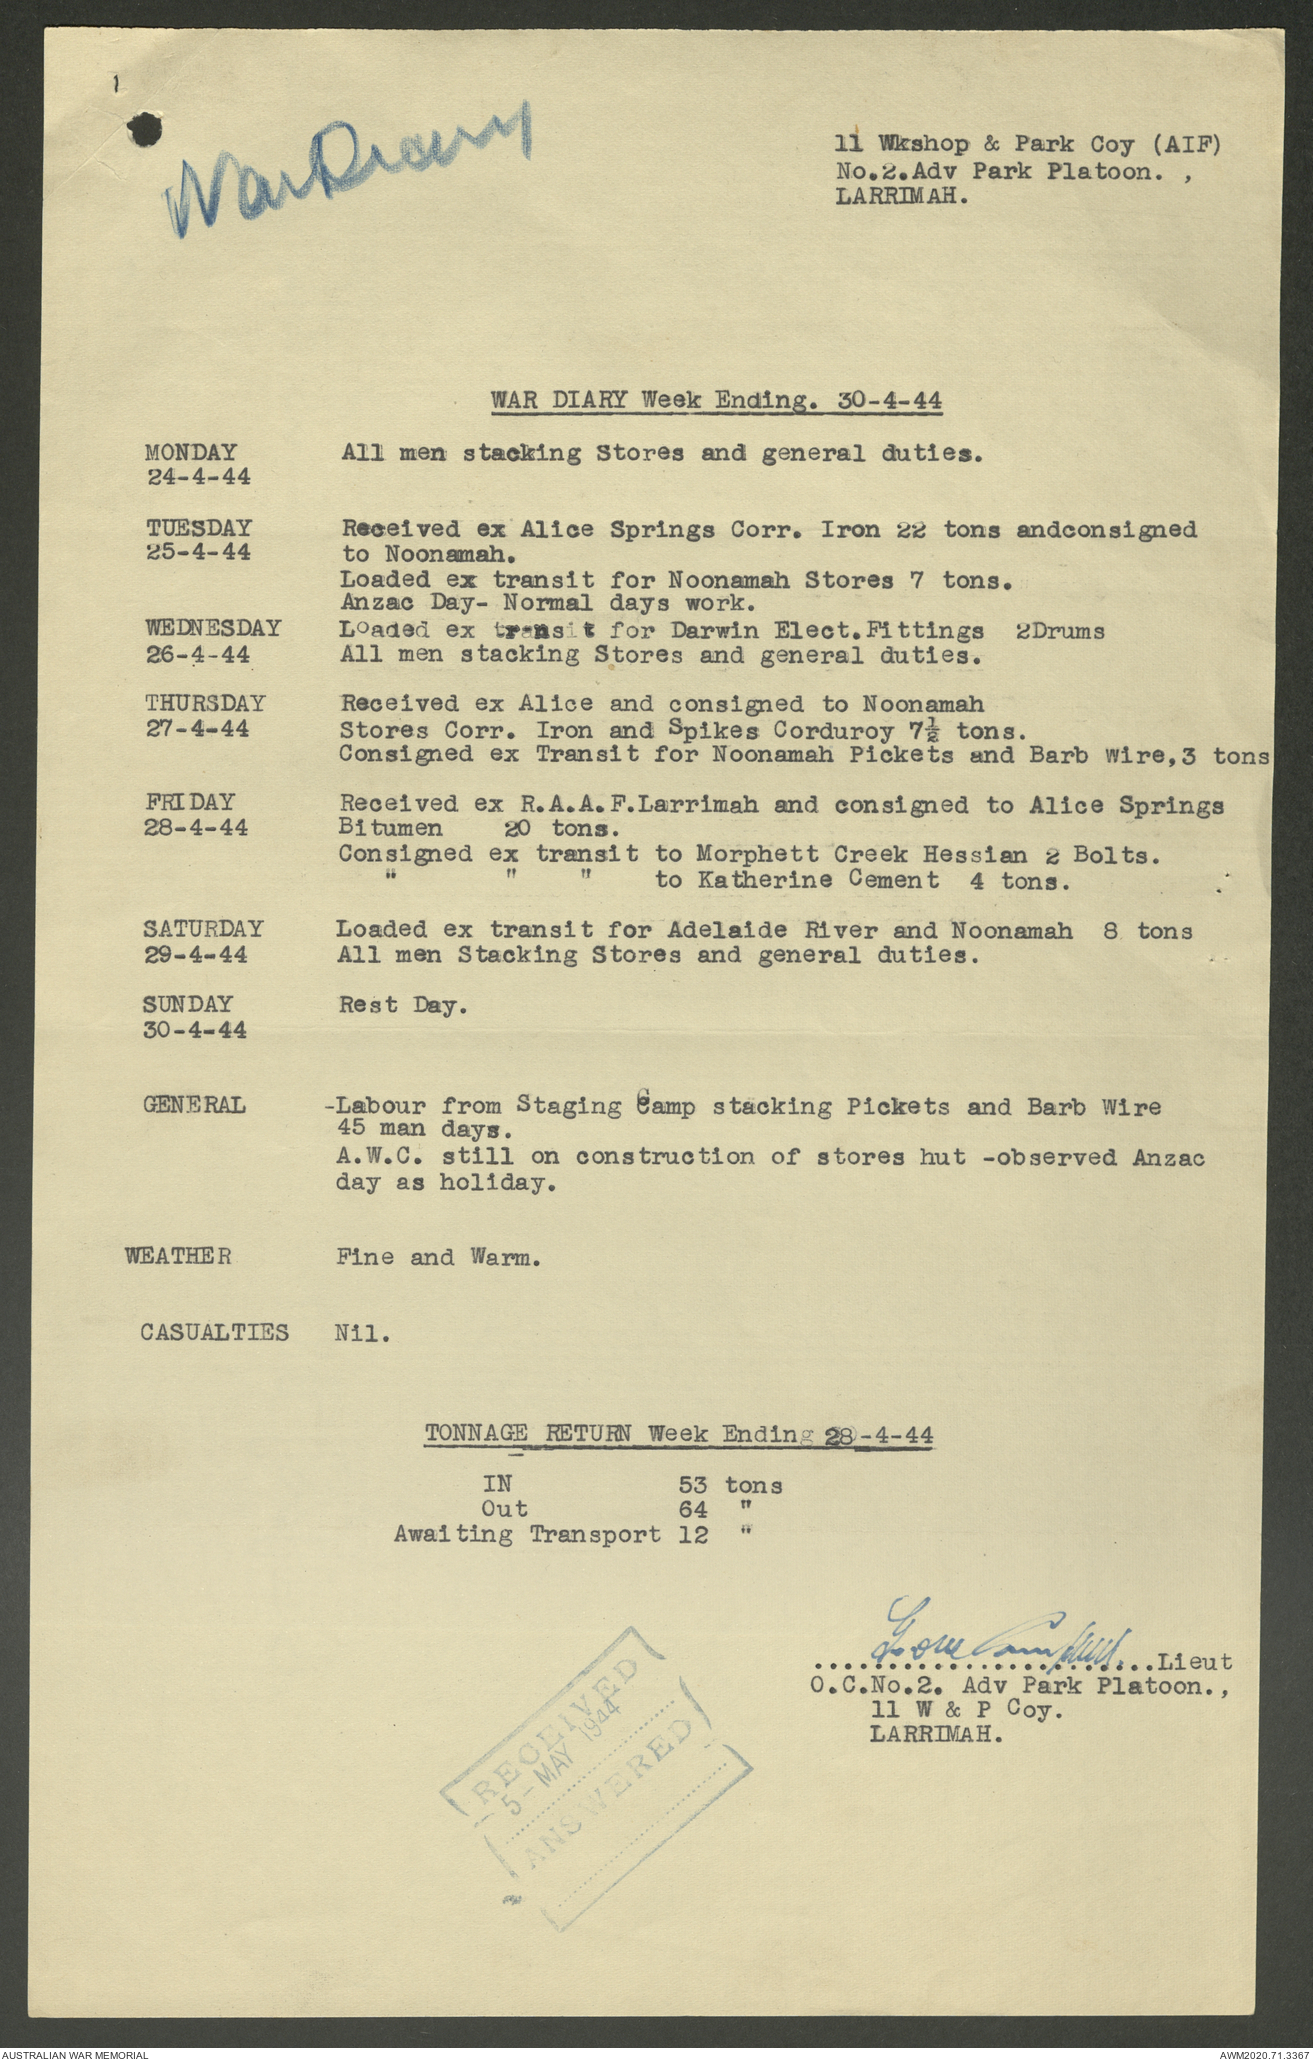 1
War Diary
11 Wkshop & Park Coy (AIF)
No.2.Adv Park Platoon. ,
LARRIMAH.
WAR DIARY Week Ending. 30-4-44
MONDAY All men stacking Stores and general duties.
24-4-44
TUESDAY Received ex Alice Springs Corr. Iron 22 tons andconsigned
25-4-44 to Noonamah.
Loaded ex transit for Noonamah Stores 7 tons.
Anzac Day- Normal days work.
WEDNESDAY Loaded ex transit for Darwin Elect.Fittings 2Drums
26-4-44 All men stacking Stores and general duties.
THURSDAY Received ex Alice and consigned to Noonamah
27-4-44 Stores Corr. Iron and Spikes Corduroy 7½ tons.
Consigned ex Transit for Noonamah Pickets and Barb Wire,3 tons
FRIDAY Received ex R.A.A.F.Larrimah and consigned to Alice Springs
28-4-44 Bitumen 20 tons.
Consigned ex transit to Morphett Creek Hessian 2 Bolts.
" " " to Katherine Cement 4 tons.
SATURDAY Loaded ex transit for Adelaide River and Noonamah 8 tons
29-4-44 All men Stacking Stores and general duties.
SUNDAY Rest Day.
30-4-44
GENERAL -Labour from Staging Camp stacking Pickets and Barb Wire
45 man days.
A.W.C. still on construction of stores hut -observed Anzac
day as holiday.
WEATHER Fine and Warm.
CASUALTIES Nil.
TONNAGE RETURN Week Ending 28-4-44
IN 53 tons
Out 64 "
Awaiting Transport 12 "
.......................Lieut
O.C.No.2. Adv Park Platoon.,
11 W & P Coy.
LARRIMAH.
RECEIVED
5 - MAY 1944
ANSWERED
AUSTRALIAN WAR MEMORIAL AWM2020.71.3367